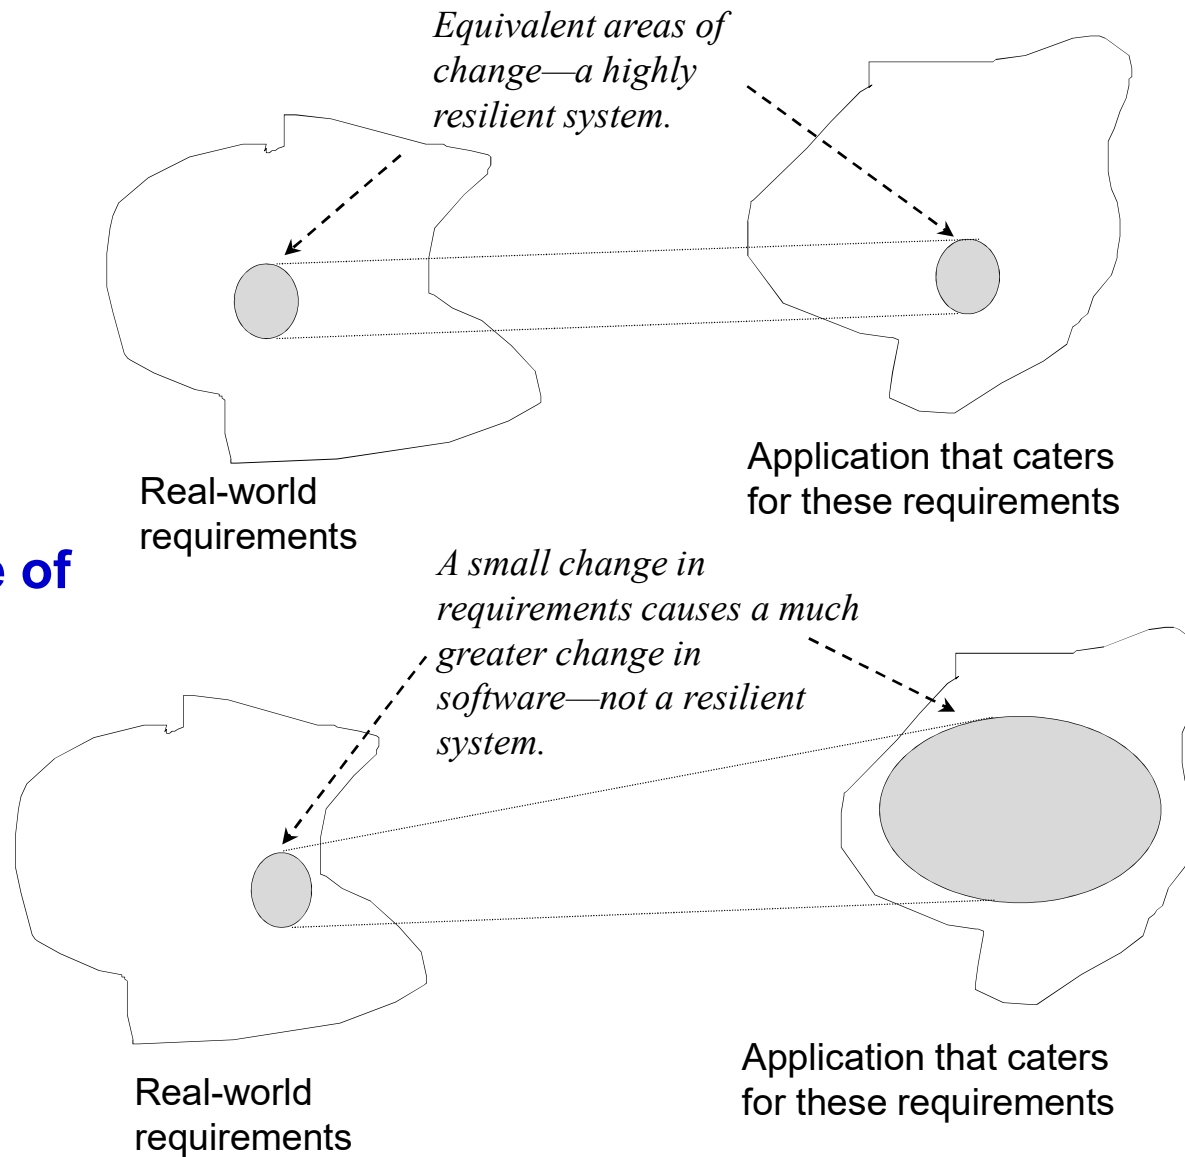 Equivalent areas of
change—a highly
resilient system.
Real-world
requirements
Application that caters
for these requirements
e of
A small change in
requirements causes a much
greater change in
software—not a resilient
system.
Real-world
requirements
Application that caters
for these requirements